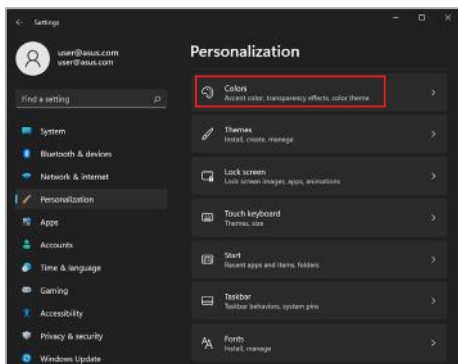 Settings
user@asus.com
user@asus.com
Find a setting
System
Bluetooth & devices
Network & internet
Personalization
Apps
Accounts
Time & language
Gaming
Accessibility
Privacy & security
Windows Update
Personalization
Colors
Accent color, transparency effects, color theme
Themes
Install, create, manage
Lock screen
Lock screen images, apps, animations
Touch keyboard
Themes, size
Start
Recent apps and items, folders
Taskbar
Taskbar behaviors, system pins
Fonts
Install, manage